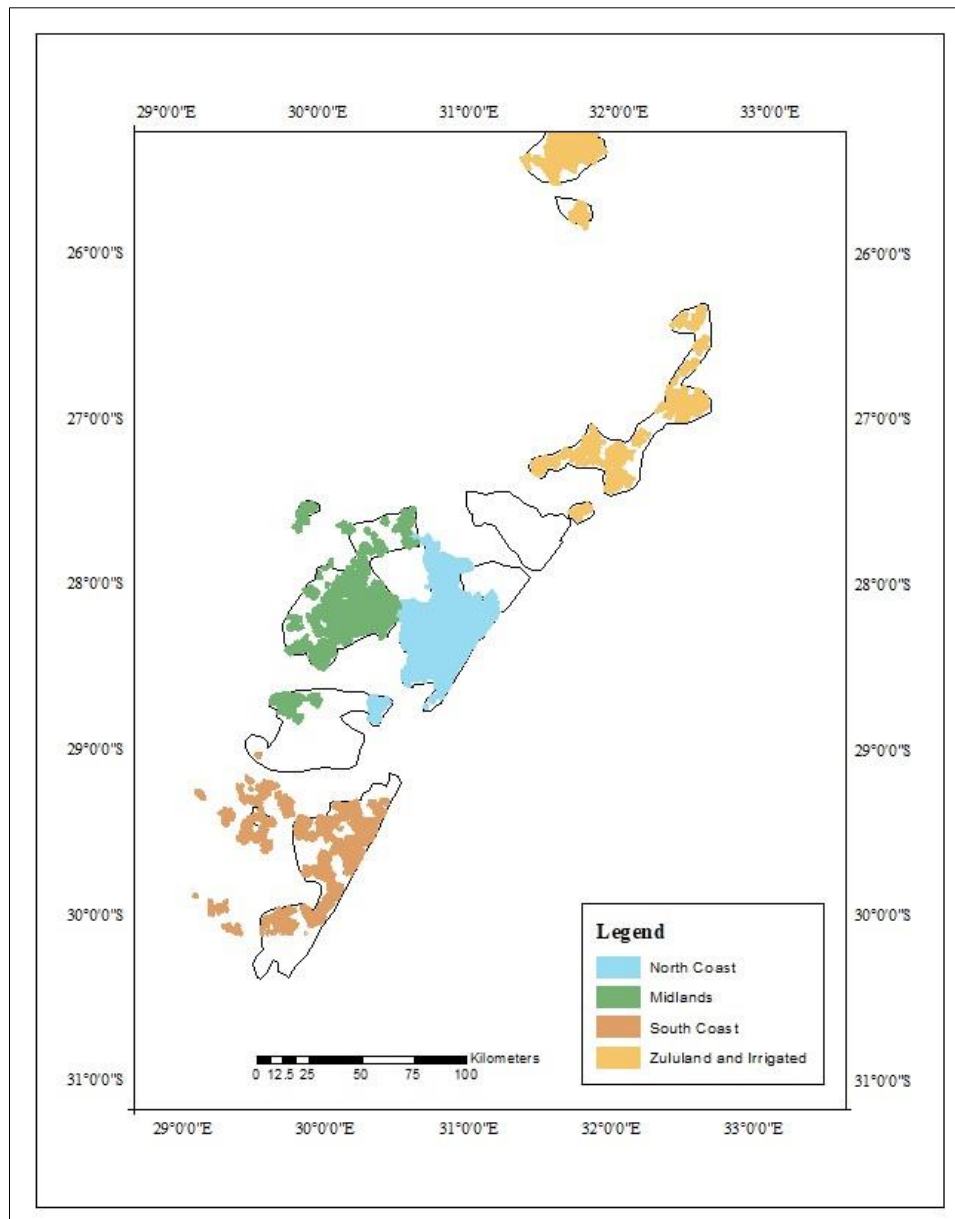 29°0'0"E 30°0'0"E 31°0'0"E 32°0'0"E 33°0'0"E
26°0'0"S 26°0'0"S
27°0'0"S 27°0'0"S
28°0'0"S 28°0'0"S
29°0'0"S 29°0'0"S
30°0'0"S 30°0'0"S
Legend
North Coast
Midlands
South Coast
Zululand and Irrigated
Kilometers
0 12.5 25 50 75 100
31°0'0"S 31°0'0"S
29°0'0"E 30°0'0"E 31°0'0"E 32°0'0"E 33°0'0"E